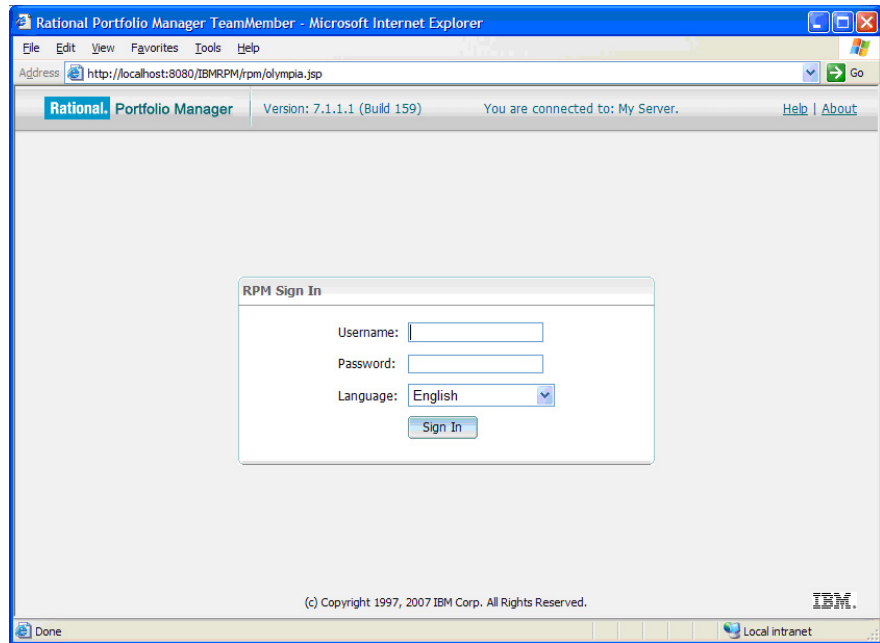 Rational Portfolio Manager TeamMember - Microsoft Internet Explorer
File Edit View Favorites Tools Help
Address http://localhost:8080/IBMRPM/rpm/olympia.jsp Go
Rational. Portfolio Manager Version: 7.1.1.1 (Build 159) You are connected to: My Server. Help | About
RPM Sign In
Username:
Password:
Language: English
Sign In
(c) Copyright 1997, 2007 IBM Corp. All Rights Reserved. IBM.
Done Local intranet